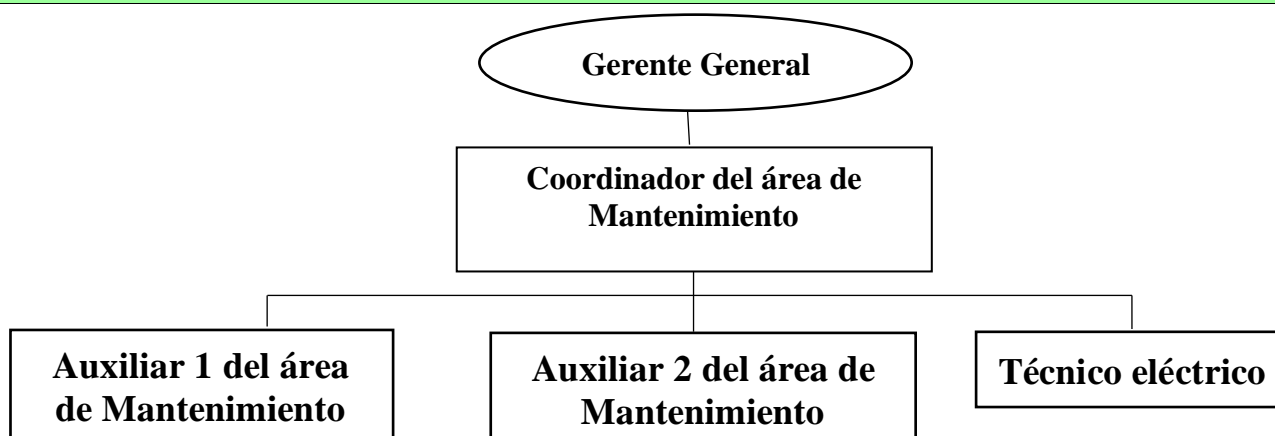 Gerente General
Coordinador del área de
Mantenimiento
Auxiliar 1 del área
de Mantenimiento
Auxiliar 2 del área de
Mantenimiento
Técnico eléctrico